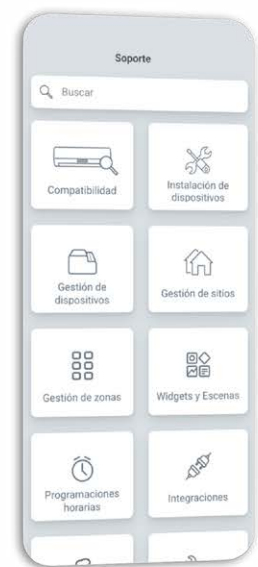 Soporte
Buscar
Compatibilidad
Instalación de
dispositivos
Gestión de
dispositivos
Gestión de sitios
Gestión de zonas
Widgets y Escenas
Programaciones
horarias
Integraciones